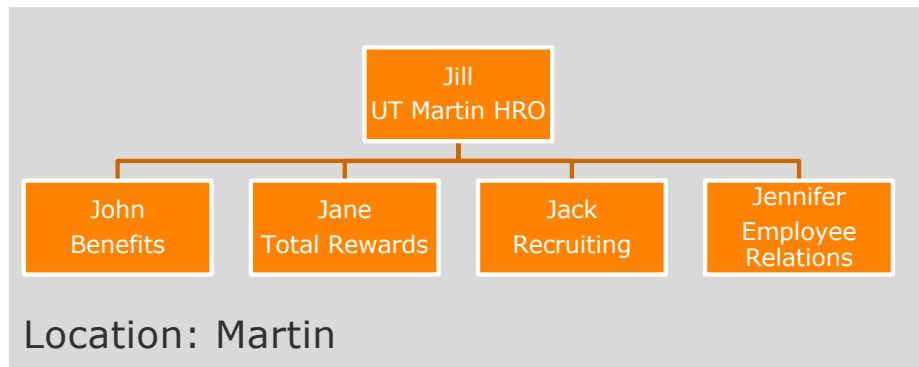 Jill
UT Martin HRO
John
Benefits
Jane
Total Rewards
Jack
Recruiting
Jennifer
Employee
Relations
Location: Martin